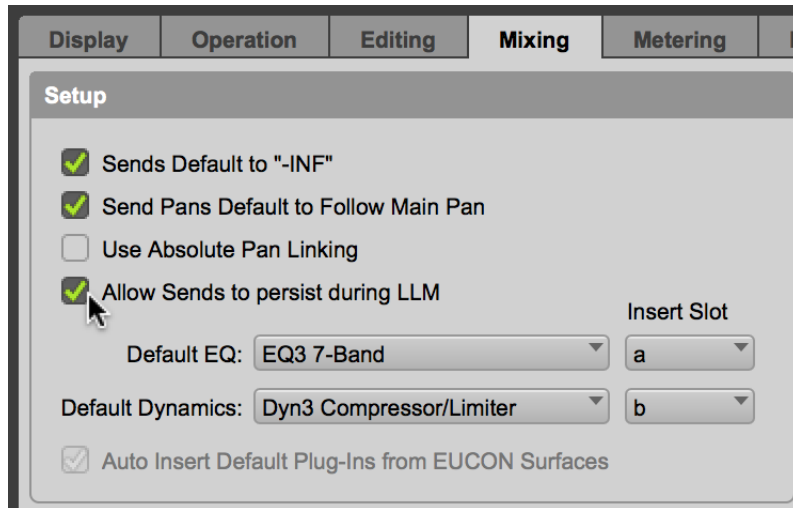 Display Operation Editing Mixing Metering
Setup
Sends Default to "-INF"
Send Pans Default to Follow Main Pan
Use Absolute Pan Linking
Allow Sends to persist during LLM
Insert Slot
Default EQ: EQ3 7-Band a
Default Dynamics: Dyn3 Compressor/Limiter b
Auto Insert Default Plug-Ins from EUCON Surfaces